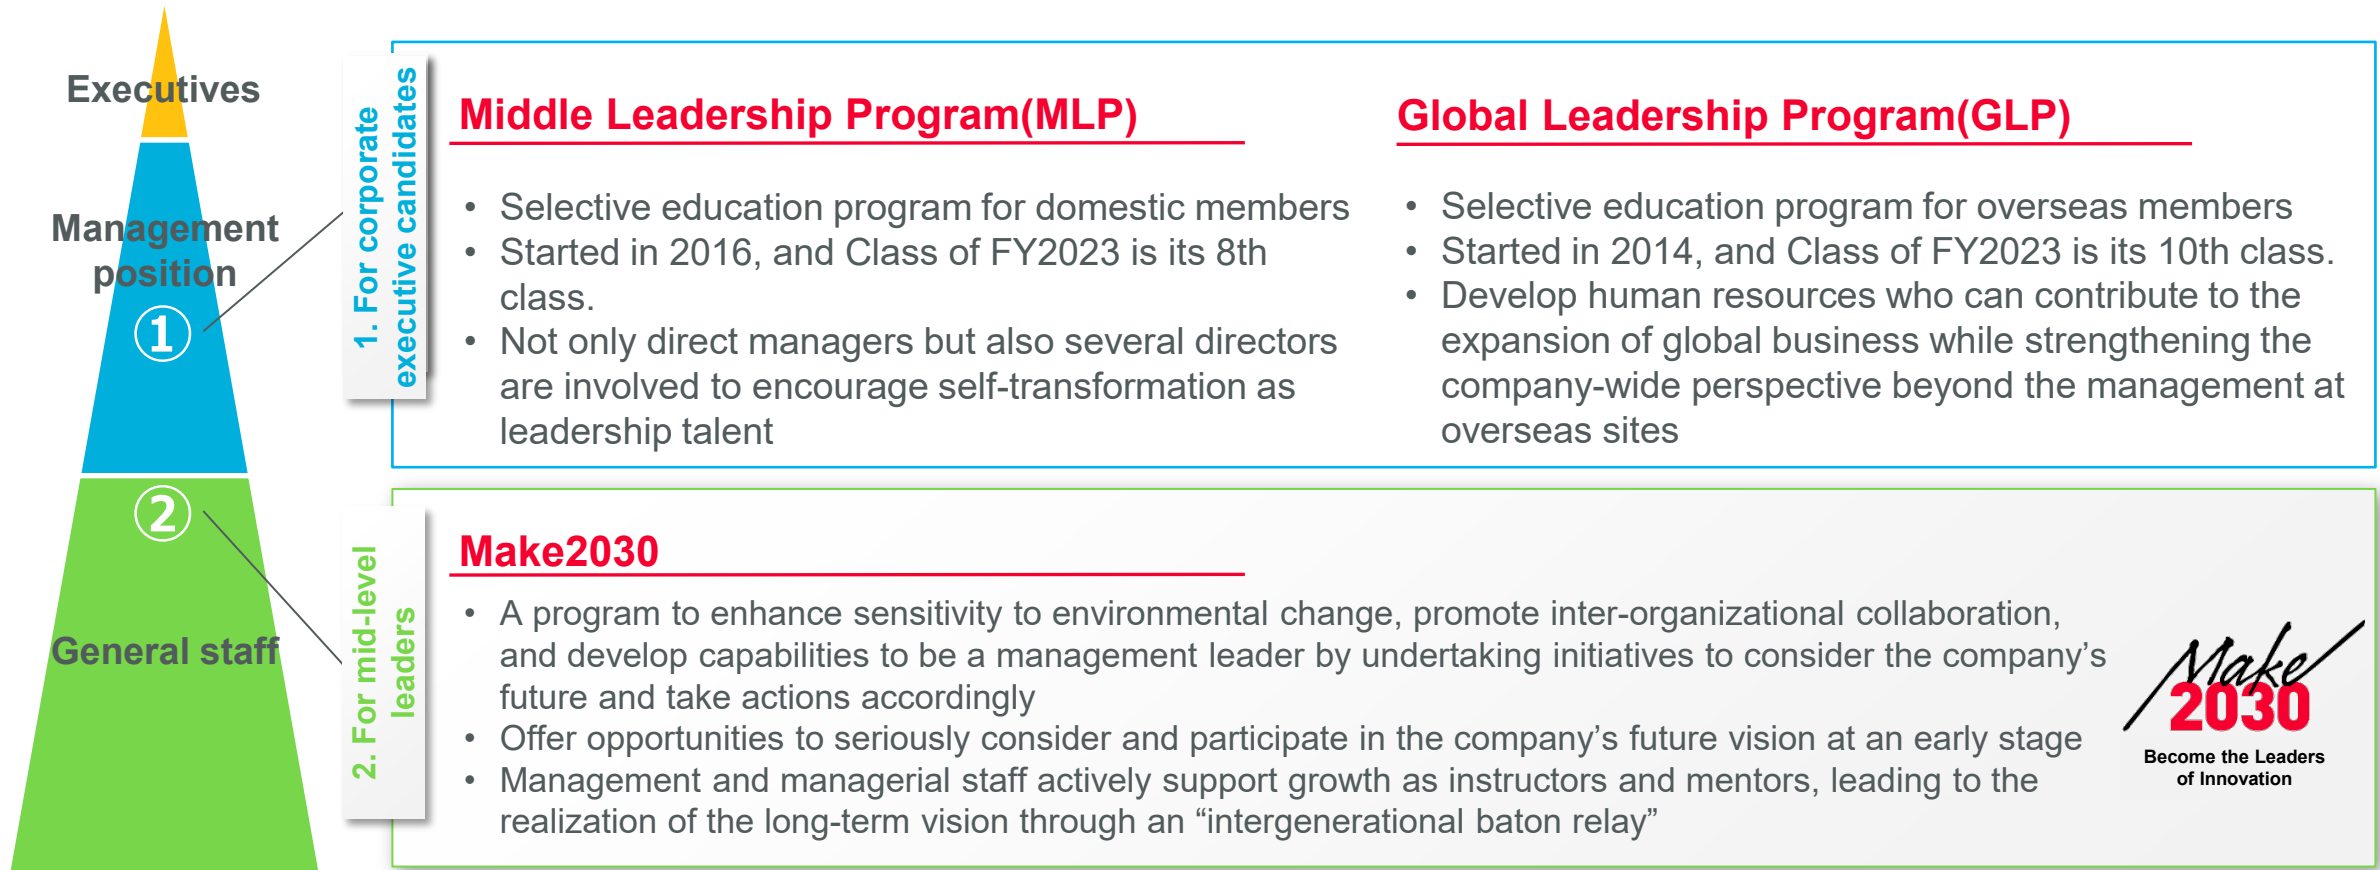 Executives
Management
position
①
②
General staff
1. For corporate
executive candidates
Middle Leadership Program(MLP)
• Selective education program for domestic members
• Started in 2016, and Class of FY2023 is its 8th
class.
• Not only direct managers but also several directors
are involved to encourage self-transformation as
leadership talent
Global Leadership Program(GLP)
• Selective education program for overseas members
• Started in 2014, and Class of FY2023 is its 10th class.
• Develop human resources who can contribute to the
expansion of global business while strengthening the
company-wide perspective beyond the management at
overseas sites
2. For mid-level
leaders
Make2030
• A program to enhance sensitivity to environmental change, promote inter-organizational collaboration,
and develop capabilities to be a management leader by undertaking initiatives to consider the company’s
future and take actions accordingly
• Offer opportunities to seriously consider and participate in the company’s future vision at an early stage
• Management and managerial staff actively support growth as instructors and mentors, leading to the
realization of the long-term vision through an “intergenerational baton relay”
Make
2030
Become the Leaders
of Innovation